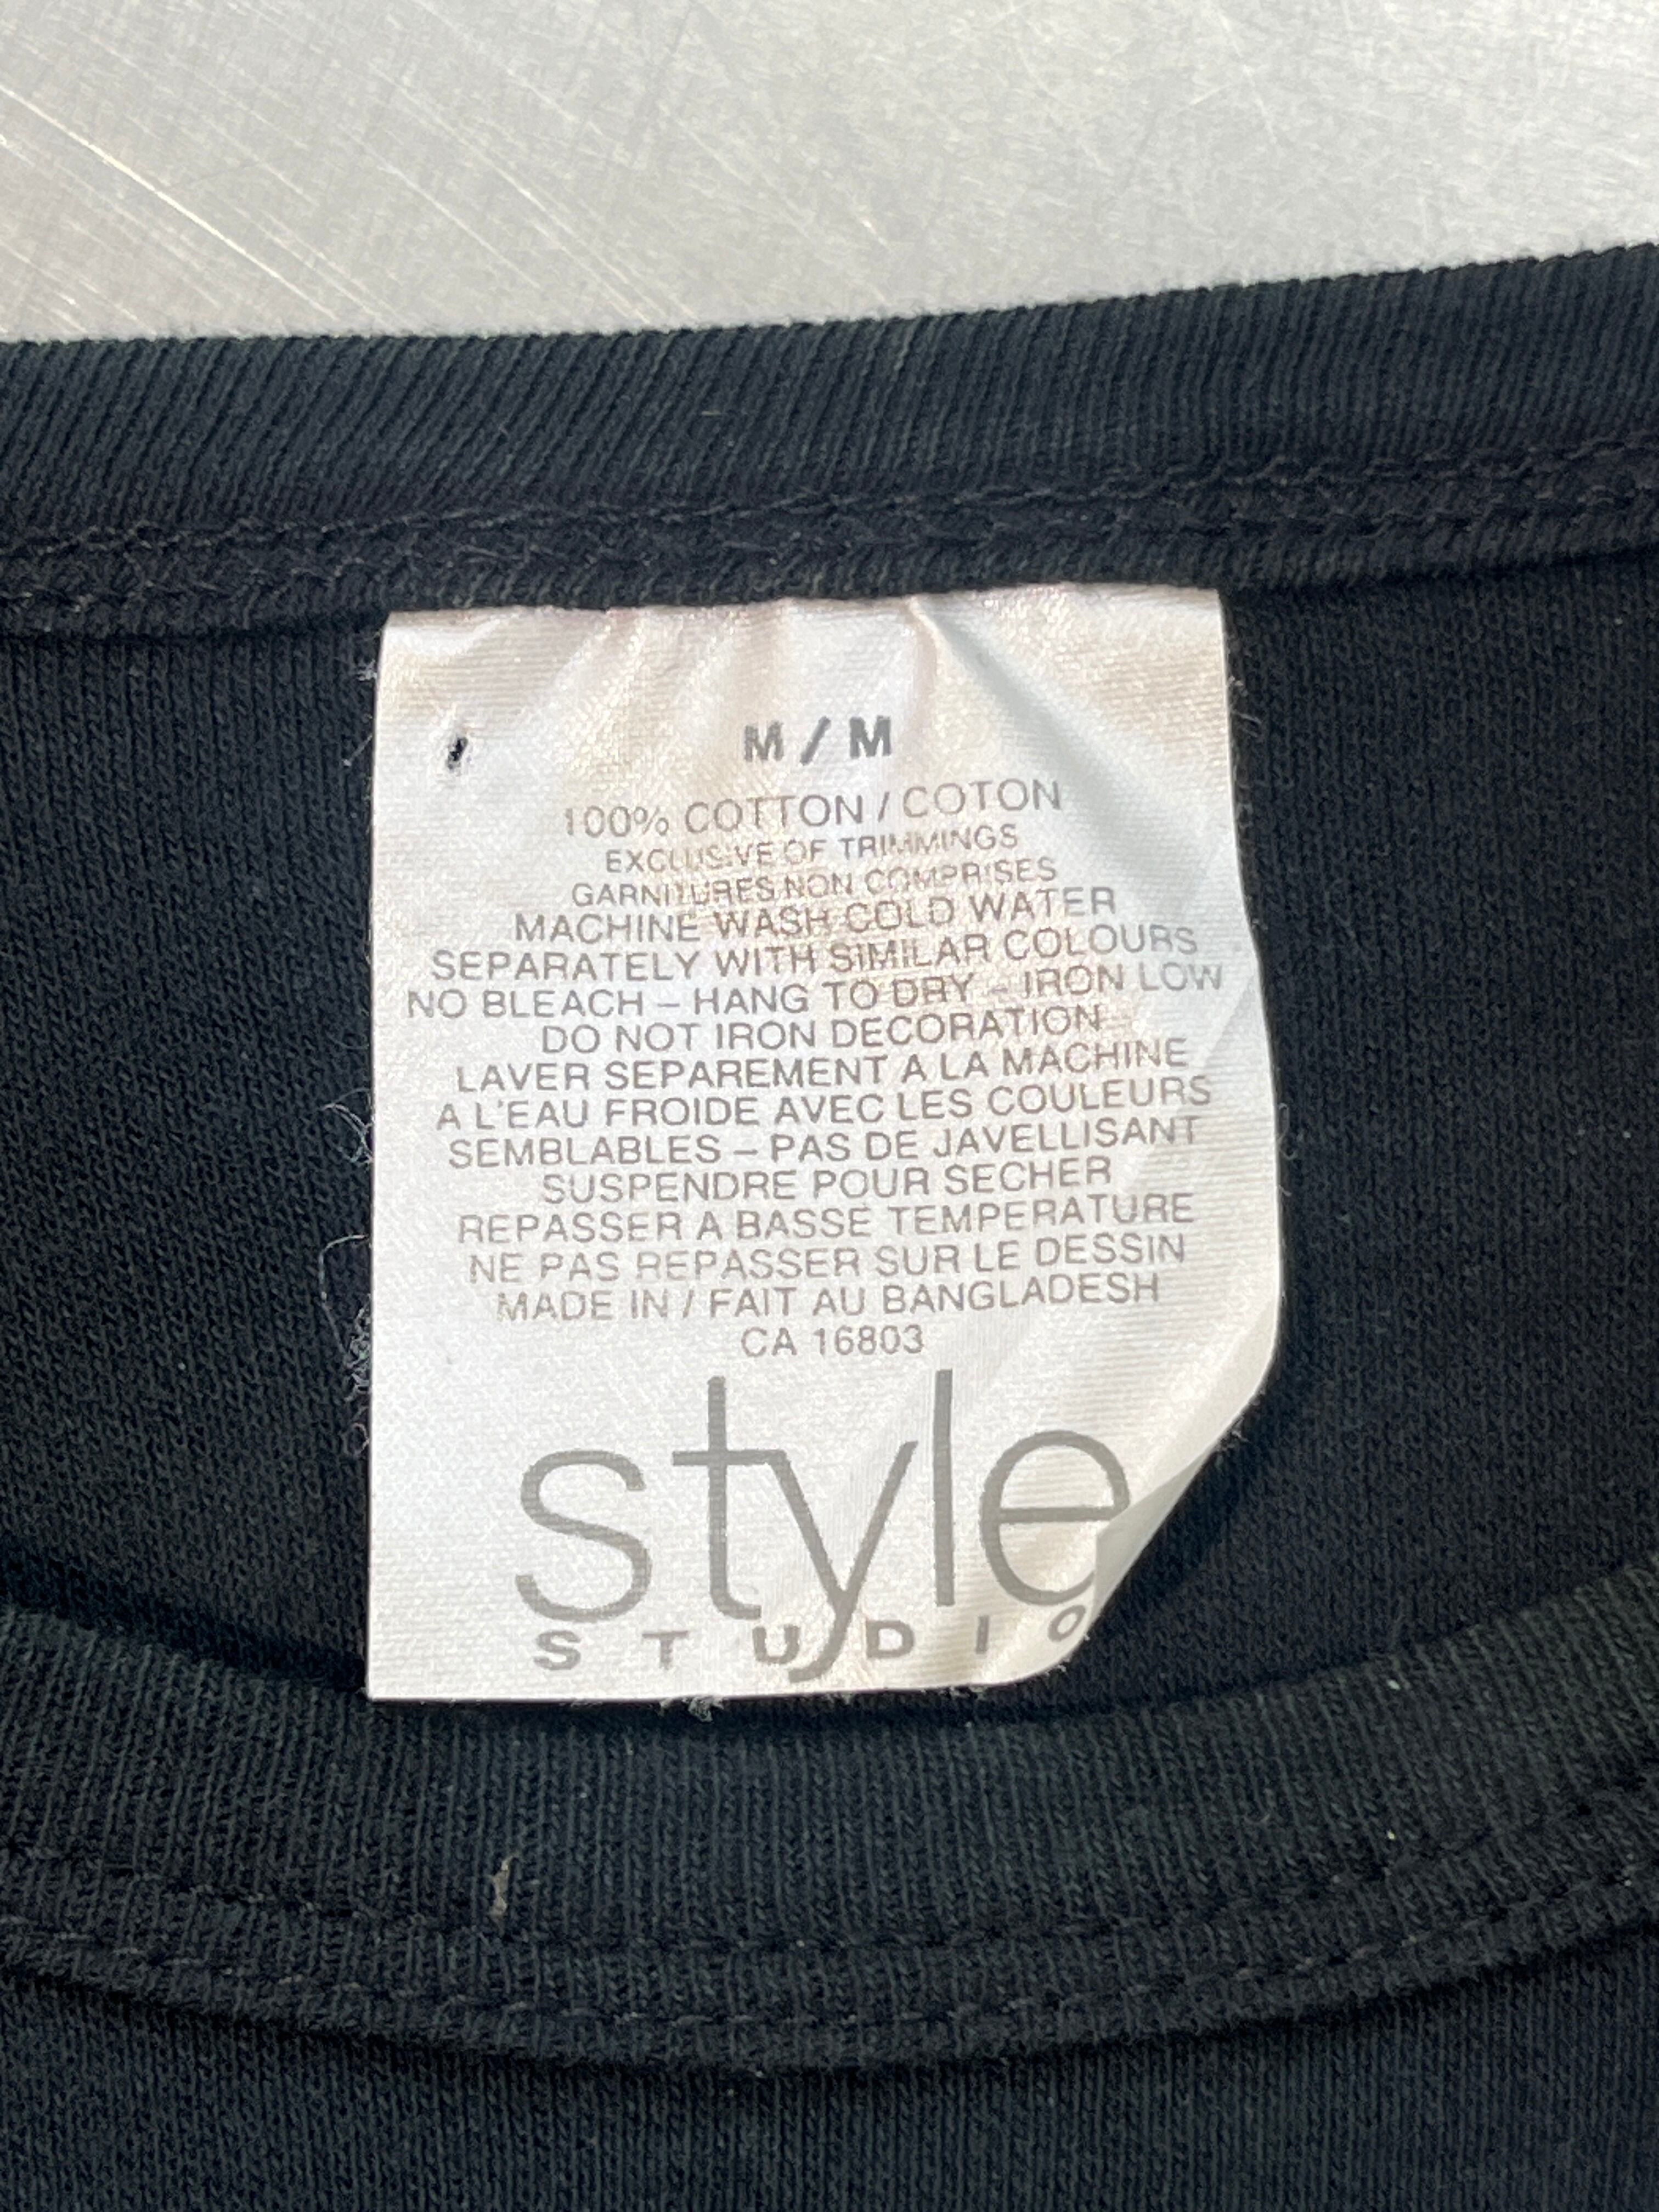 M / M
100% COTTON / COTON
EXCLUSIVE OF TRIMMINGS
GARNITURES NON COMPRISES
MACHINE WASH COLD WATER
SEPARATELY WITH SIMILAR COLOURS
NO BLEACH – HANG TO DRY – IRON LOW
DO NOT IRON DECORATION
LAVER SEPAREMENT A LA MACHINE
A L'EAU FROIDE AVEC LES COULEURS
SEMBLABLES – PAS DE JAVELLISANT
SUSPENDRE POUR SECHER
REPASSER A BASSE TEMPERATURE
NE PAS REPASSER SUR LE DESSIN
MADE IN / FAIT AU BANGLADESH
CA 16803
style
STUDIO